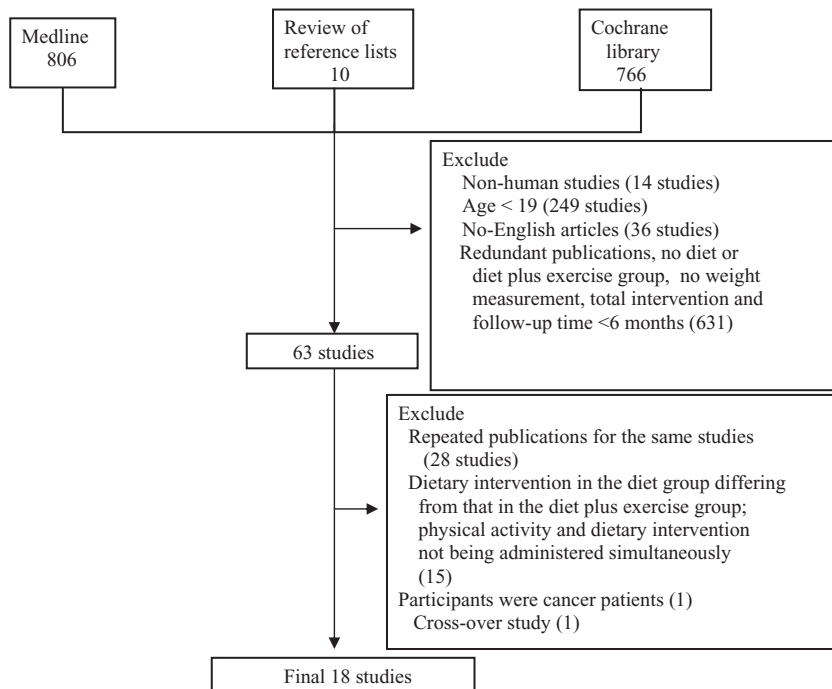 Medline
806
Review of
reference lists
10
Cochrane
library
766
Exclude
Non-human studies (14 studies)
Age < 19 (249 studies)
No-English articles (36 studies)
Redundant publications, no diet or
diet plus exercise group, no weight
measurement, total intervention and
follow-up time <6 months (631)
63 studies
Exclude
Repeated publications for the same studies
(28 studies)
Dietary intervention in the diet group differing
from that in the diet plus exercise group;
physical activity and dietary intervention
not being administered simultaneously
(15)
Participants were cancer patients (1)
Cross-over study (1)
Final 18 studies